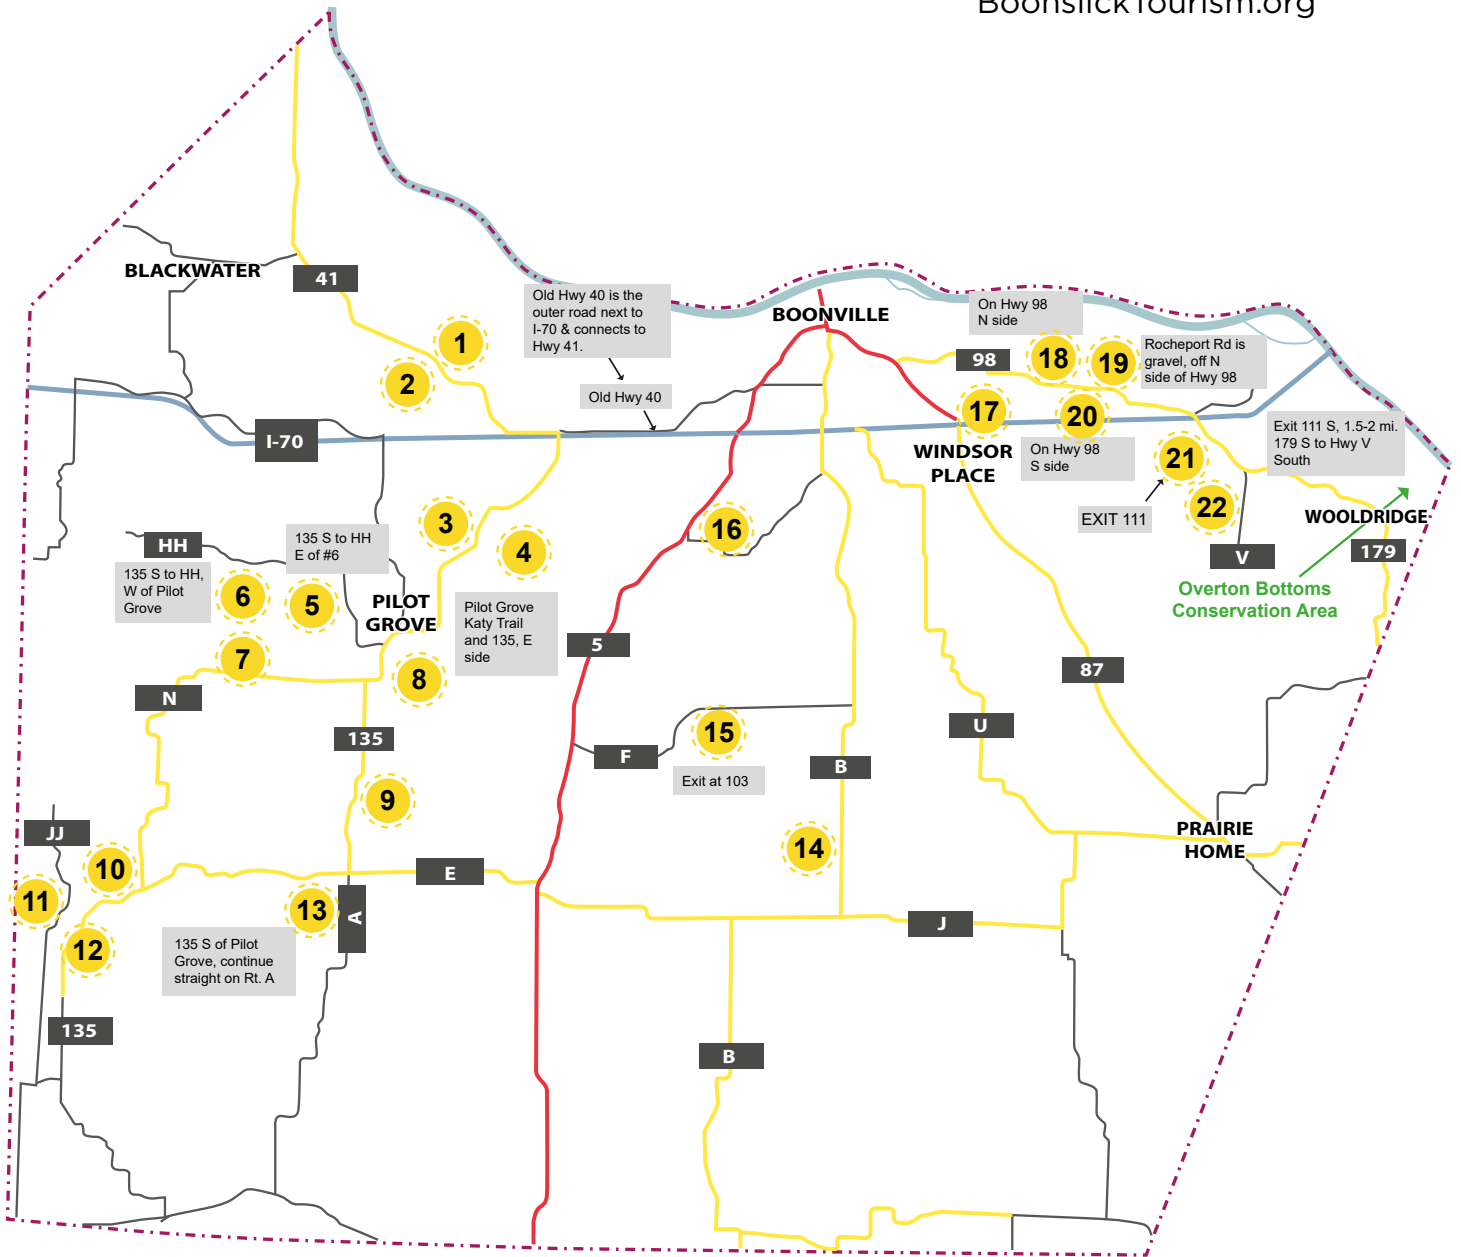 BoonslickTourism.org
BLACKWATER
41
1
2
Old Hwy 40 is the
outer road next to
I-70 & connects to
Hwy 41.
Old Hwy 40
BOONVILLE
On Hwy 98
N side
98
18
19
Rocheport Rd is
gravel, off N
side of Hwy 98
17
20
WINDSOR
PLACE
On Hwy 98
S side
21
22
EXIT 111
Exit 111 S, 1.5-2 mi.
179 S to Hwy V
South
WOOLDRIDGE
179
V
Overton Bottoms
Conservation Area
I-70
3
4
16
HH
135 S to HH
E of #6
135 S to HH,
W of Pilot
Grove
6
5
PILOT
GROVE
Pilot Grove
Katy Trail
and 135, E
side
7
8
5
N
135
87
U
15
F
Exit at 103
B
9
14
JJ
10
11
12
E
13
A
135 S of Pilot
Grove, continue
straight on Rt. A
PRAIRIE
HOME
J
135
B